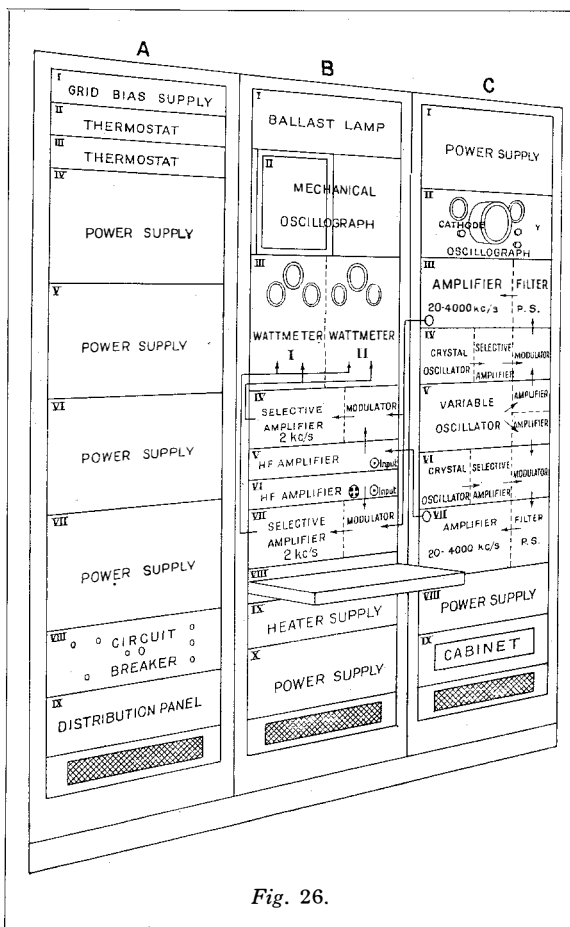 A
I
GRID BIAS SUPPLY
II
THERMOSTAT
III
THERMOSTAT
IV
POWER SUPPLY
V
POWER SUPPLY
VI
POWER SUPPLY
VII
POWER SUPPLY
VIII
CIRCUIT
BREAKER
IX
DISTRIBUTION PANEL
B
I
BALLAST LAMP
II
MECHANICAL
OSCILLOGRAPH
III
WATTMETER WATTMETER
I II
IV
SELECTIVE MODULATOR
AMPLIFIER
2 kc/s
V
HF AMPLIFIER Input
VI
HF AMPLIFIER Input
VII
SELECTIVE MODULATOR
AMPLIFIER
2 kc/s
VIII
IX
HEATER SUPPLY
X
POWER SUPPLY
C
I
POWER SUPPLY
II
CATHODE Y
OSCILLOGRAPH
III
AMPLIFIER FILTER
20-4000 kc/s P.S.
IV
CRYSTAL SELECTIVE MODULATOR
OSCILLATOR AMPLIFIER
V
VARIABLE AMPLIFIER
OSCILLATOR AMPLIFIER
VI
CRYSTAL SELECTIVE MODULATOR
OSCILLATOR AMPLIFIER
VII
AMPLIFIER FILTER
20-4000 kc/s P.S.
VIII
POWER SUPPLY
IX
CABINET
Fig. 26.